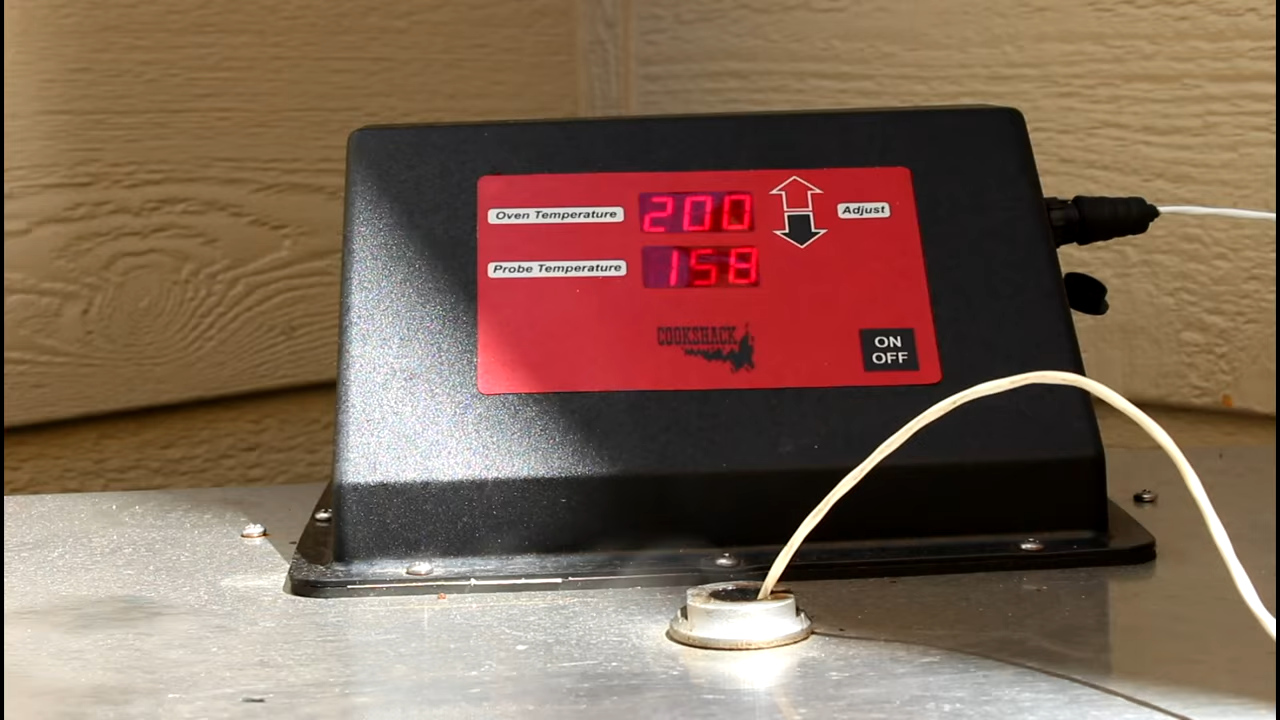 Oven Temperature 200 Adjust
Probe Temperature 158
COOKSHACK
ON
OFF